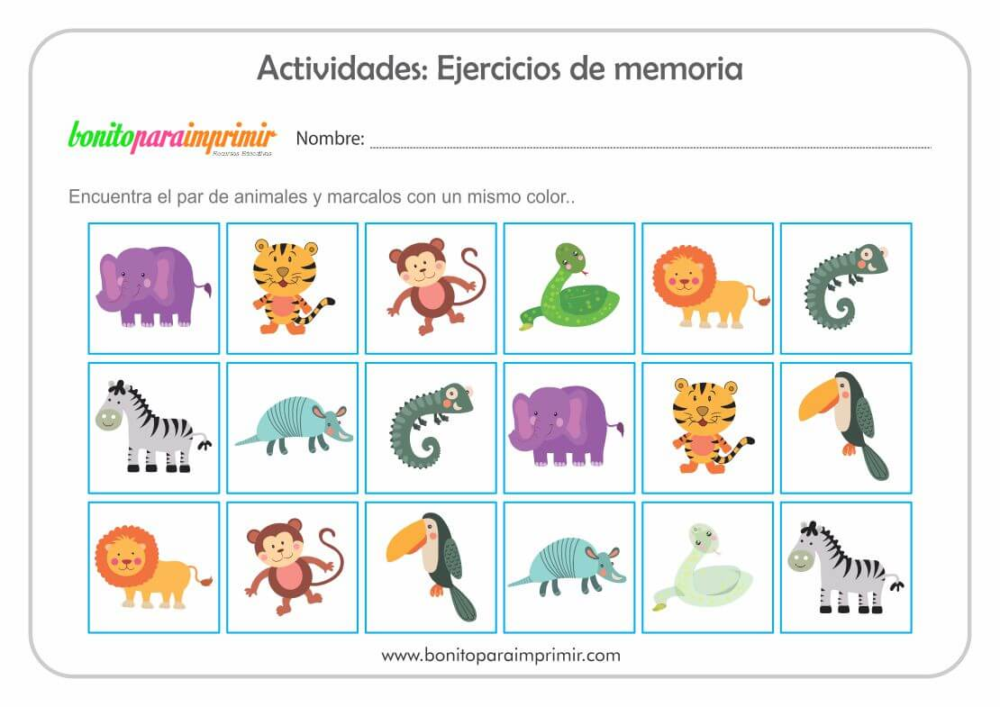 Actividades: Ejercicios de memoria
bonitoparaimprimir
Recursos Educativos
Nombre:
Encuentra el par de animales y marcalos con un mismo color..
www.bonitoparaimprimir.com